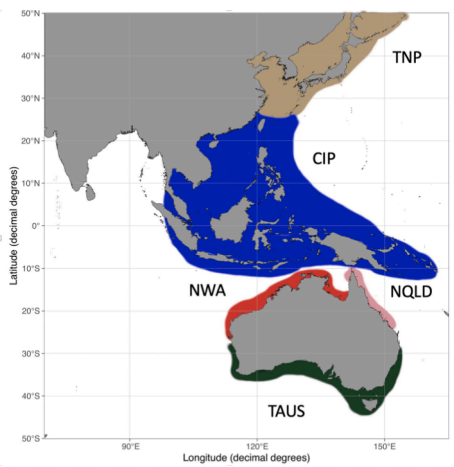 50°N
TNP
40°N
30°N
20°N
CIP
10°N
Latitude (decimal degrees)
0°
10°S
NWA
NQLD
20°S
30°S
40°S
TAUS
50°S
90°E
120°E
150°E
Longitude (decimal degrees)